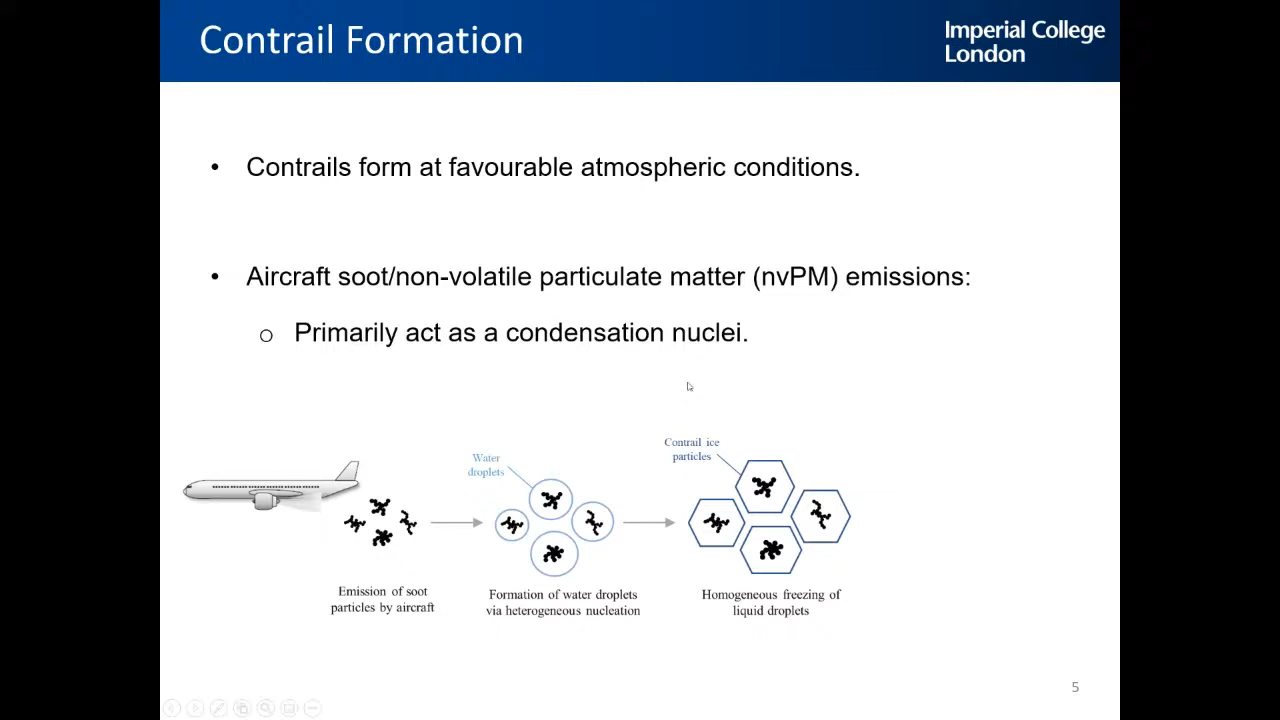 Contrail Formation
Imperial College
London
• Contrails form at favourable atmospheric conditions.
• Aircraft soot/non-volatile particulate matter (nvPM) emissions:
o Primarily act as a condensation nuclei.
Water
droplets
Contrail ice
particles
Emission of soot
particles by aircraft
Formation of water droplets
via heterogeneous nucleation
Homogeneous freezing of
liquid droplets
5